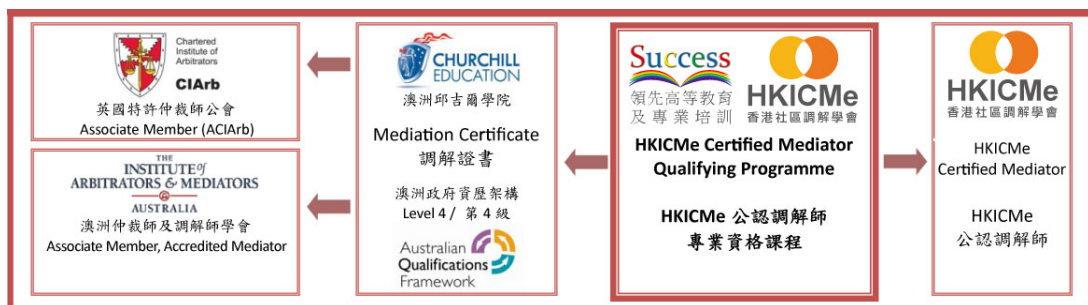 Chartered
Institute of
Arbitrators
CIArb
英國特許仲裁師公會
Associate Member (ACIArb)
THE
INSTITUTE of
ARBITRATORS & MEDIATORS
AUSTRALIA
澳洲仲裁師及調解師學會
Associate Member, Accredited Mediator
CHURCHILL
EDUCATION
澳洲邱吉爾學院
Mediation Certificate
調解證書
澳洲政府資歷架構
Level 4 / 第 4 級
Australian
Qualifications
Framework
Success
領先高等教育
及專業培訓
HKICMe
香港社區調解學會
HKICMe Certified Mediator
Qualifying Programme
HKICMe 公認調解師
專業資格課程
HKICMe
香港社區調解學會
HKICMe
Certified Mediator
HKICMe
公認調解師